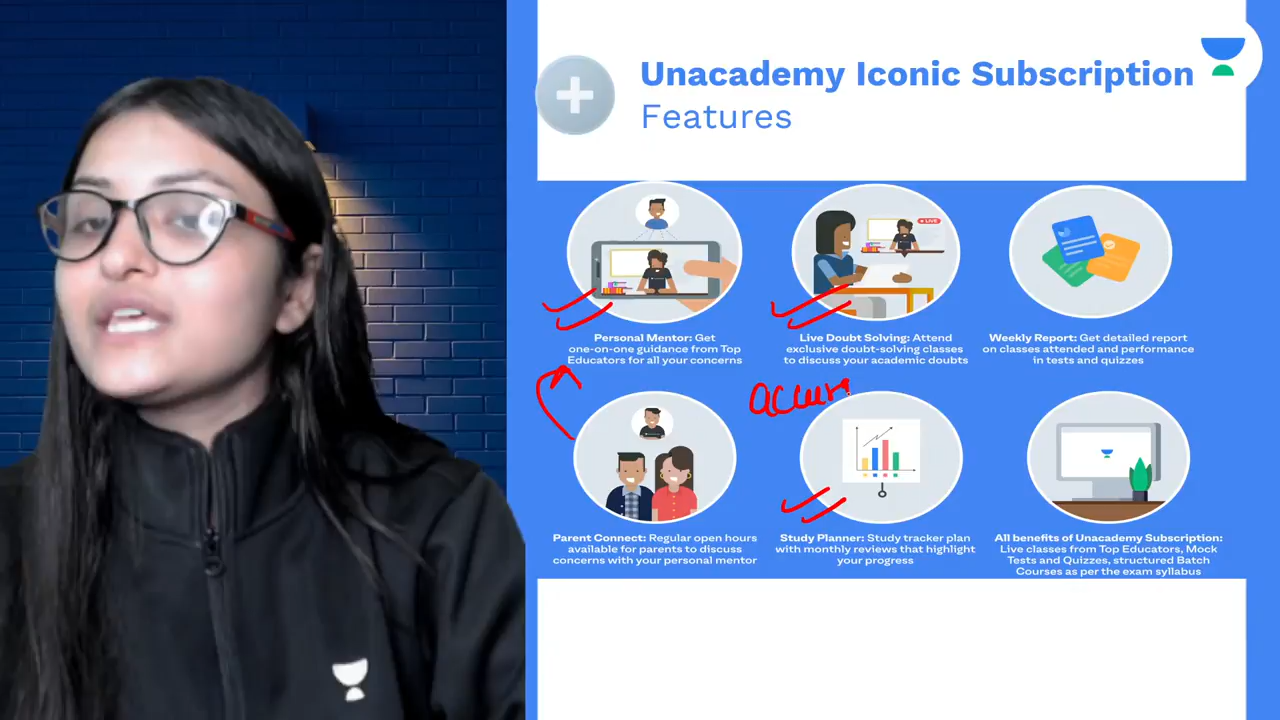 Unacademy Iconic Subscription
Features
LIVE
Personal Mentor: Get
one-on-one guidance from Top
Educators for all your concerns
Live Doubt Solving: Attend
exclusive doubt-solving classes
to discuss your academic doubts
Weekly Report: Get detailed report
on classes attended and performance
in tests and quizzes
Parent Connect: Regular open hours
available for parents to discuss
concerns with your personal mentor
Study Planner: Study tracker plan
with monthly reviews that highlight
your progress
All benefits of Unacademy Subscription:
Live classes from Top Educators, Mock
Tests and Quizzes, structured Batch
Courses as per the exam syllabus